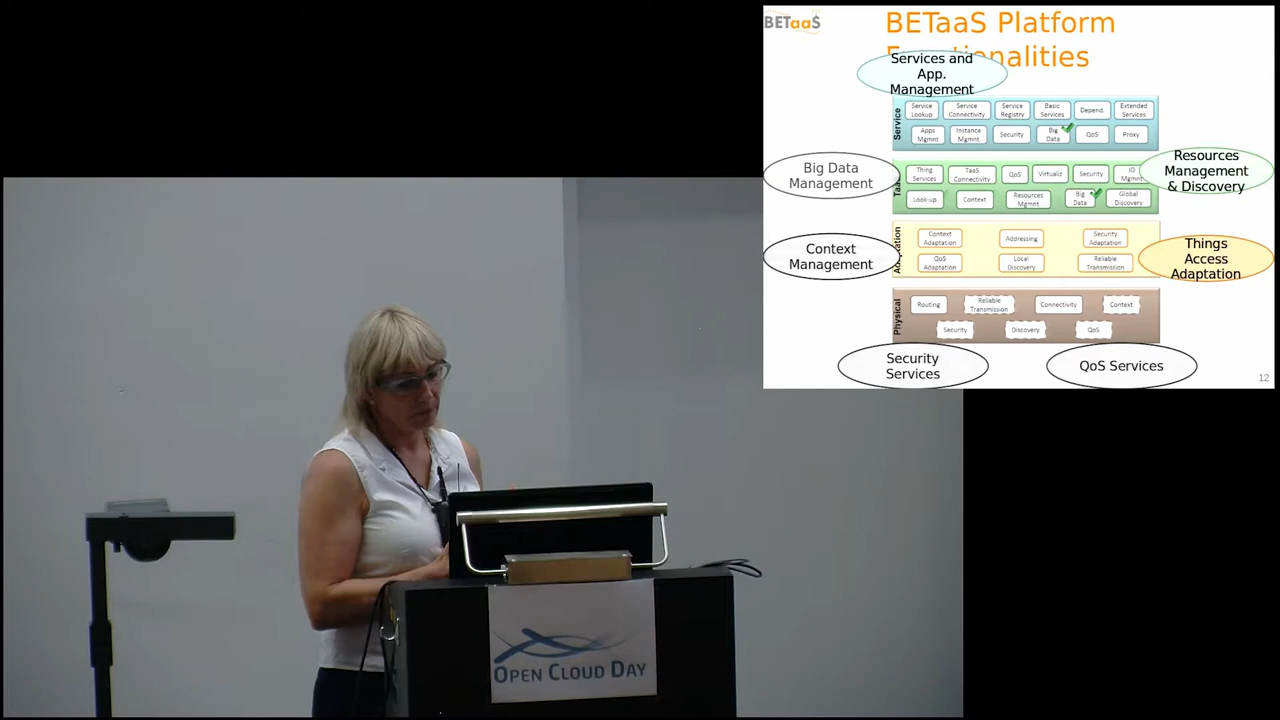 BETaaS
BETaaS Platform
Services and
App.
Management
Service
Service
Lookup
Service
Connectivity
Service
Registry
Basic
Services
Depend.
Extended
Services
Apps
Mgmnt
Instance
Mgmnt
Security
Big
Data
QoS
Proxy
Big Data
Management
Thing
Services
TaaS
Connectivity
QoS
Virtualiz
Security
ID
Mgmnt
Look-up
Context
Resources
Mgmt
Big
Data
Global
Discovery
Resources
Management
& Discovery
Context
Management
Context
Adaptation
Addressing
Security
Adaptation
QoS
Adaptation
Local
Discovery
Reliable
Transmission
Things
Access
Adaptation
Physical
Routing
Reliable
Transmission
Connectivity
Context
Security
Discovery
QoS
Security
Services
QoS Services
12
OPEN CLOUD DAY